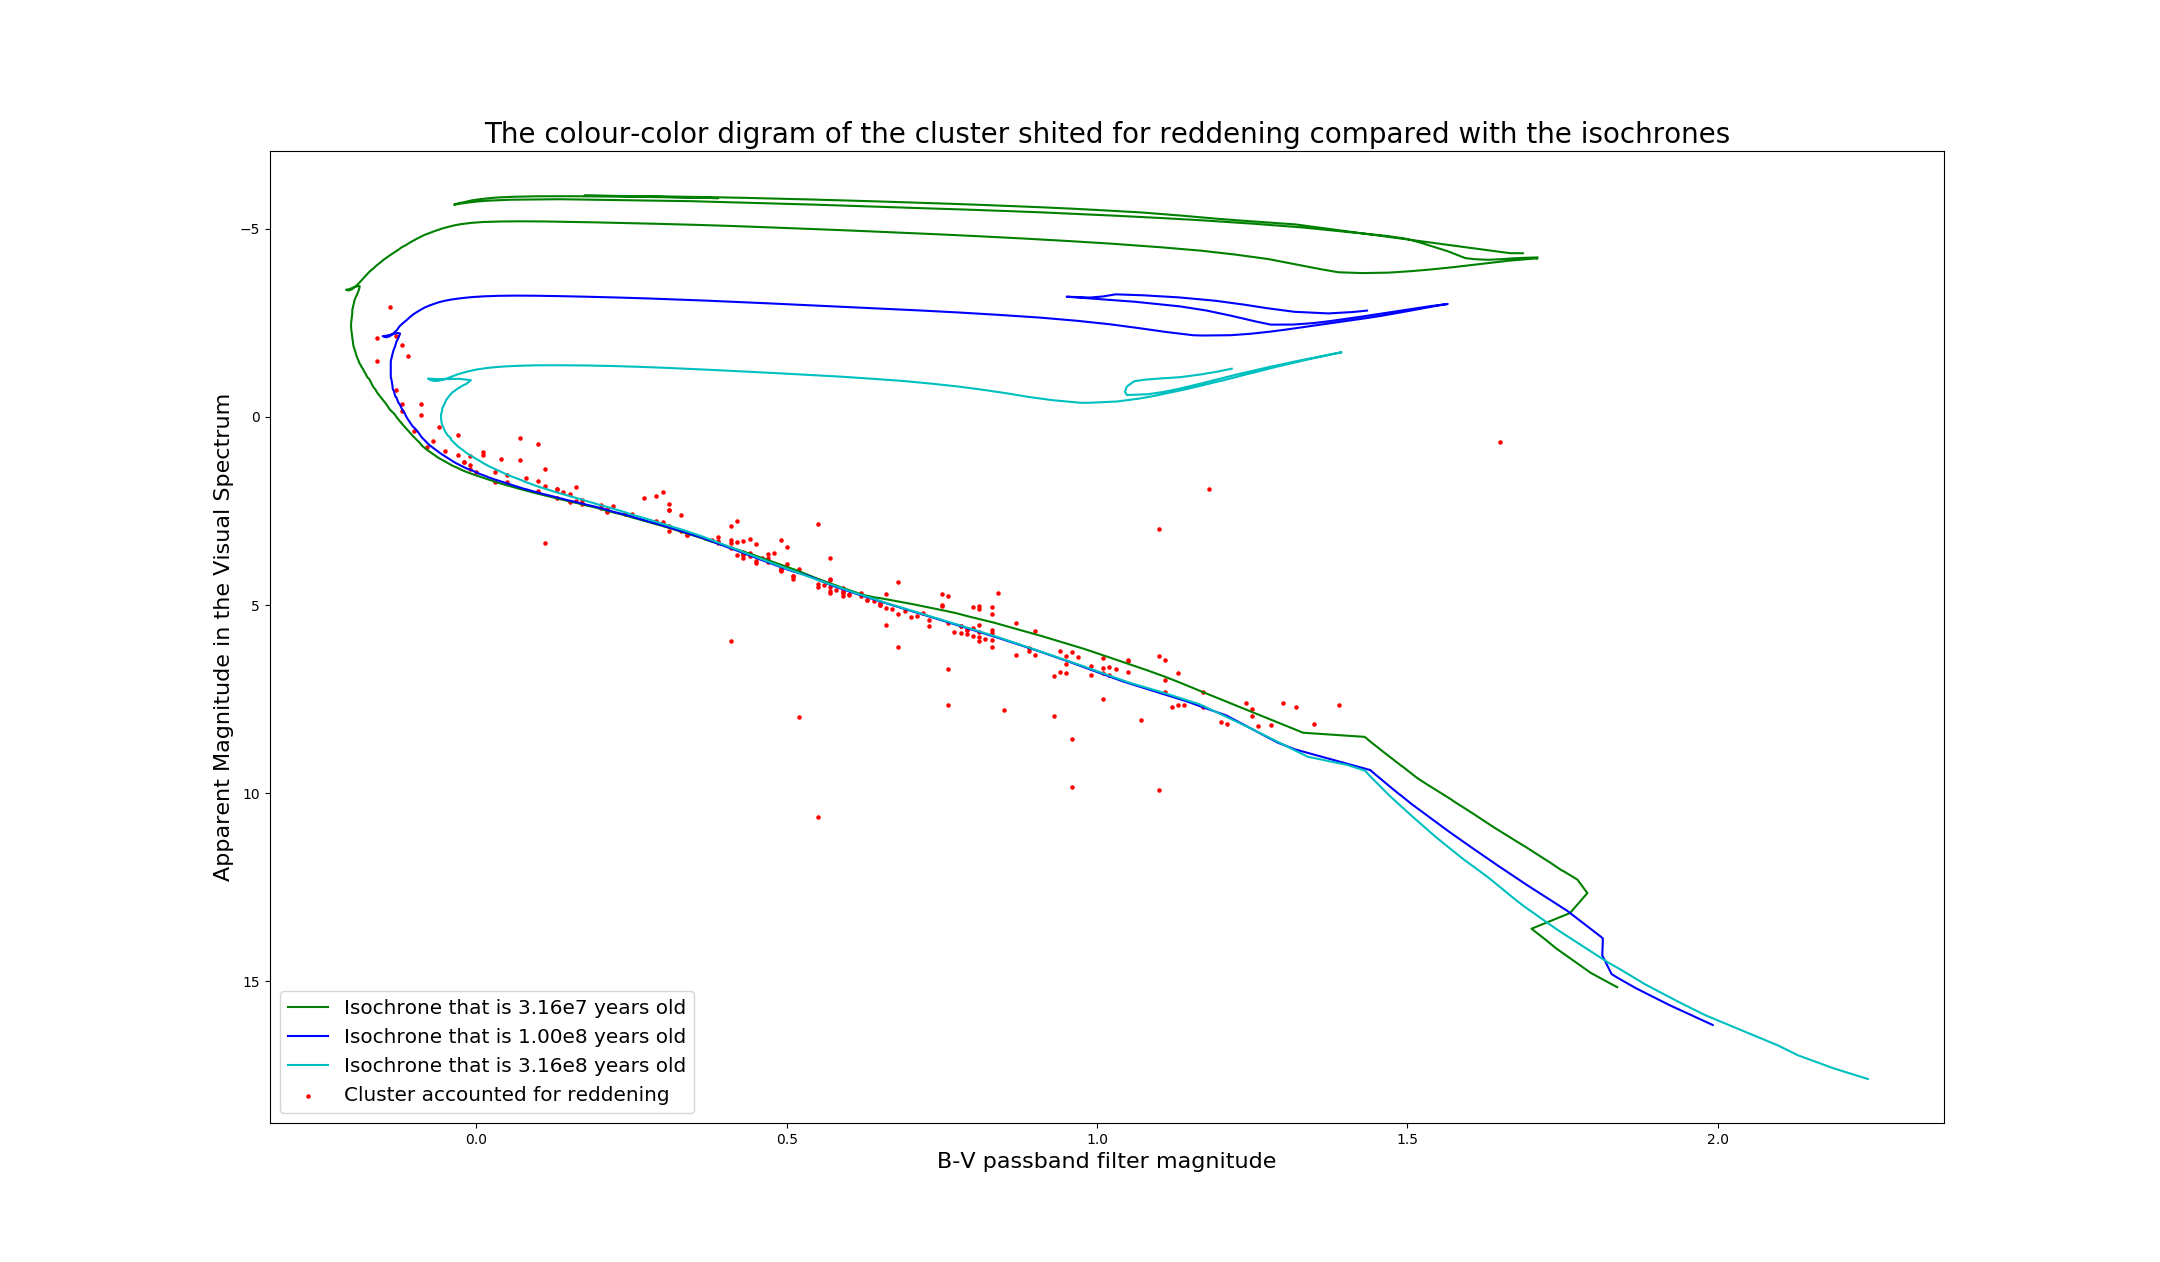 The colour-color digram of the cluster shited for reddening compared with the isochrones
Apparent Magnitude in the Visual Spectrum
−5
0
5
10
15
Isochrone that is 3.16e7 years old
Isochrone that is 1.00e8 years old
Isochrone that is 3.16e8 years old
Cluster accounted for reddening
0.0 0.5 1.0 1.5 2.0
B-V passband filter magnitude